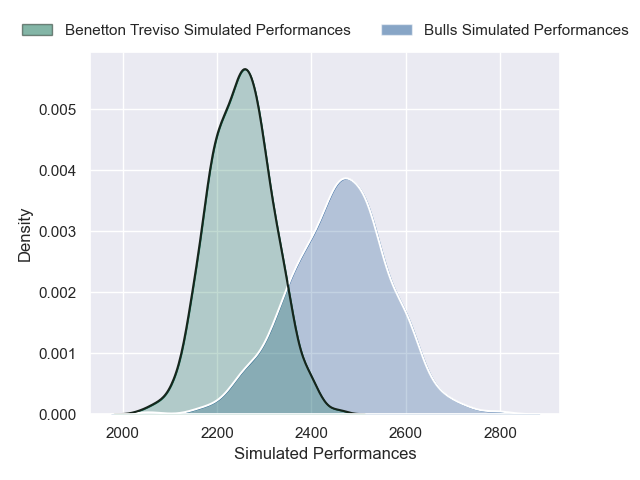 Benetton Treviso Simulated Performances
Bulls Simulated Performances
0.005
0.004
0.003
0.002
0.001
0.000
Density
2000 2200 2400 2600 2800
Simulated Performances